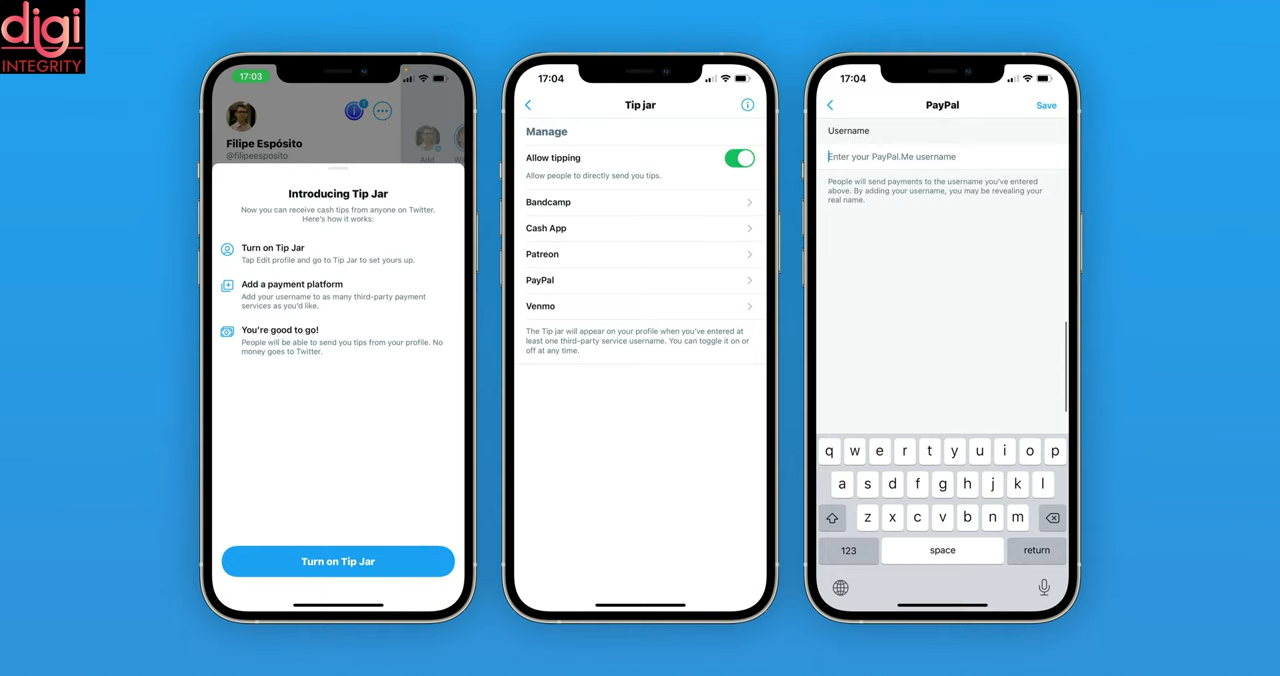 digi
INTEGRITY
17:03
Filipe Espósito
@filipeesposito
Add
Introducing Tip Jar
Now you can receive cash tips from anyone on Twitter.
Here's how it works:
Turn on Tip Jar
Tap Edit profile and go to Tip Jar to set yours up.
Add a payment platform
Add your username to as many third-party payment
services as you'd like.
You're good to go!
People will be able to send you tips from your profile. No
money goes to Twitter.
Turn on Tip Jar
17:04
Tip jar
Manage
Allow tipping
Allow people to directly send you tips.
Bandcamp
Cash App
Patreon
PayPal
Venmo
The Tip jar will appear on your profile when you've entered at
least one third-party service username. You can toggle it on or
off at any time.
17:04
PayPal
Save
Username
Enter your PayPal.Me username
People will send payments to the username you've entered
above. By adding your username, you may be revealing your
real name.
q w e r t y u i o p
a s d f g h j k l
z x c v b n m
123 space return